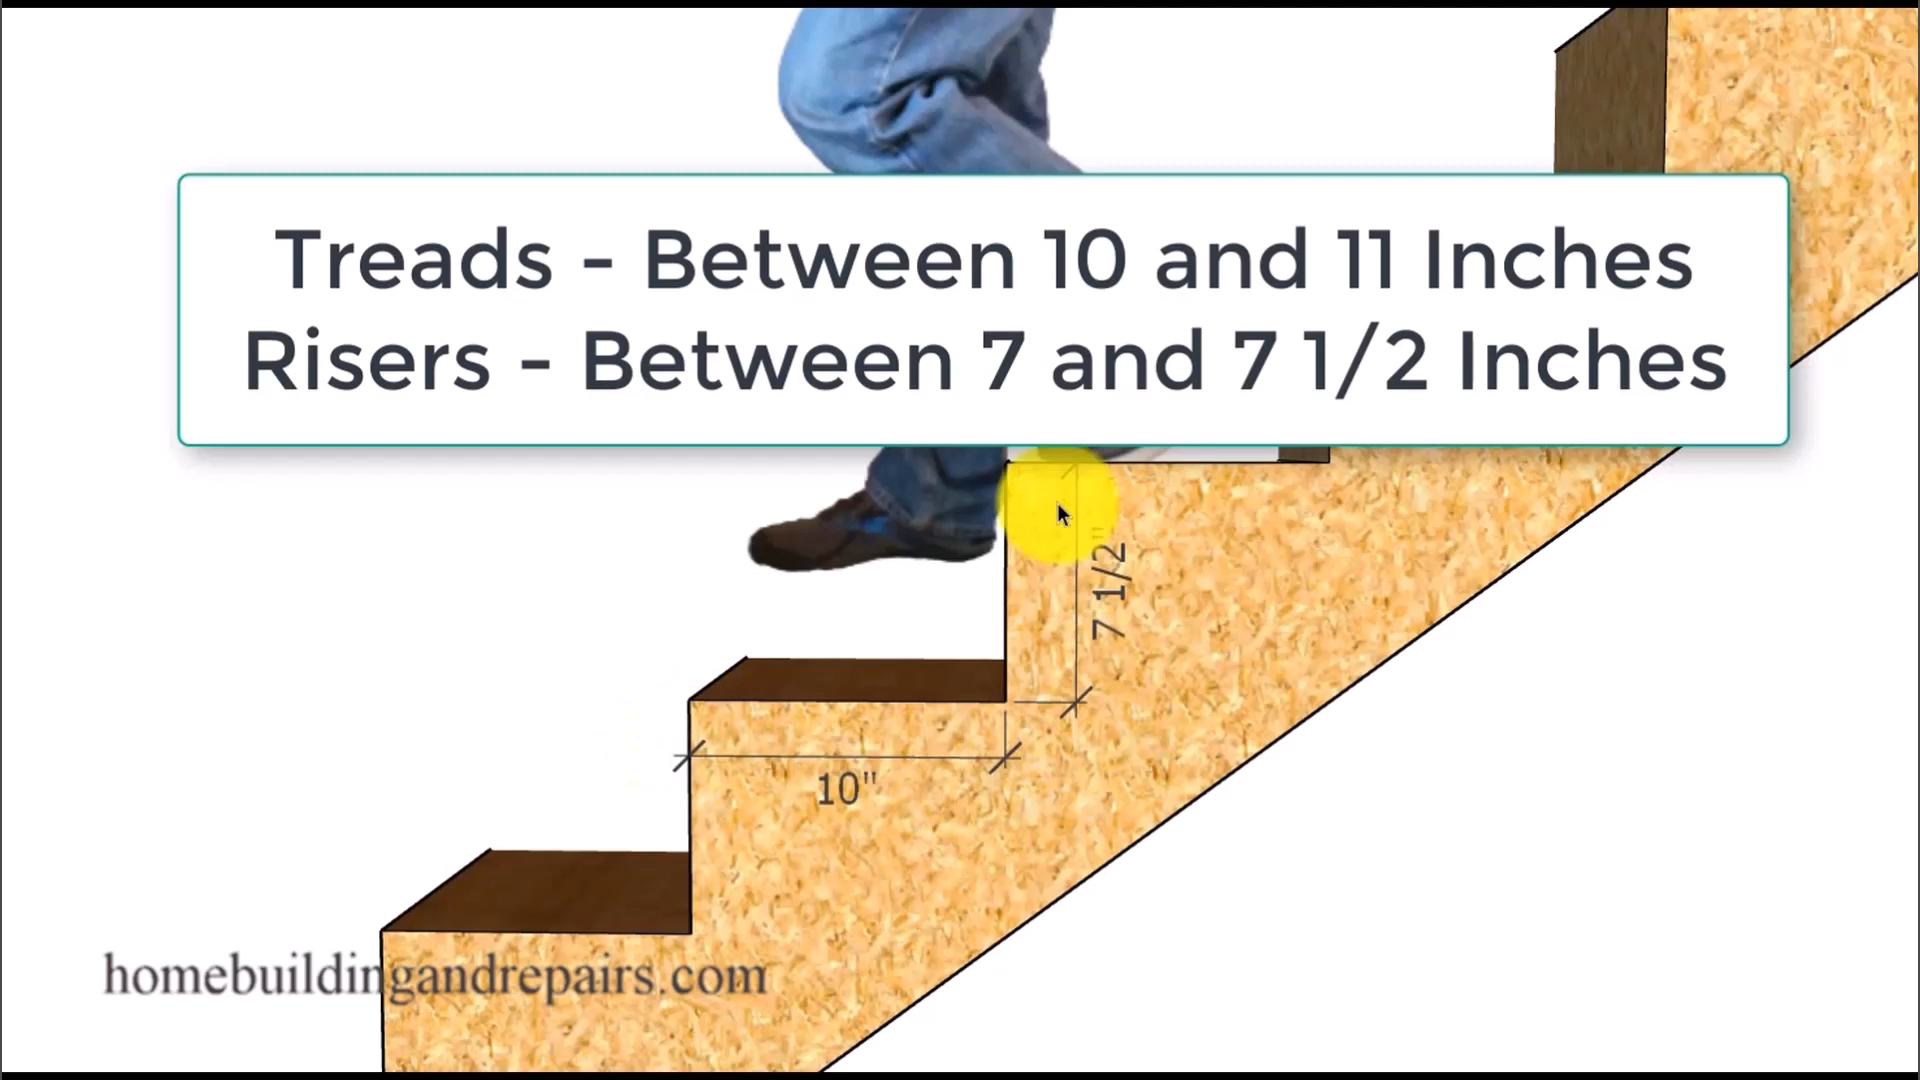 Treads - Between 10 and 11 Inches
Risers - Between 7 and 7 1/2 Inches
7 1/2"
10"
homebuildingandrepairs.com